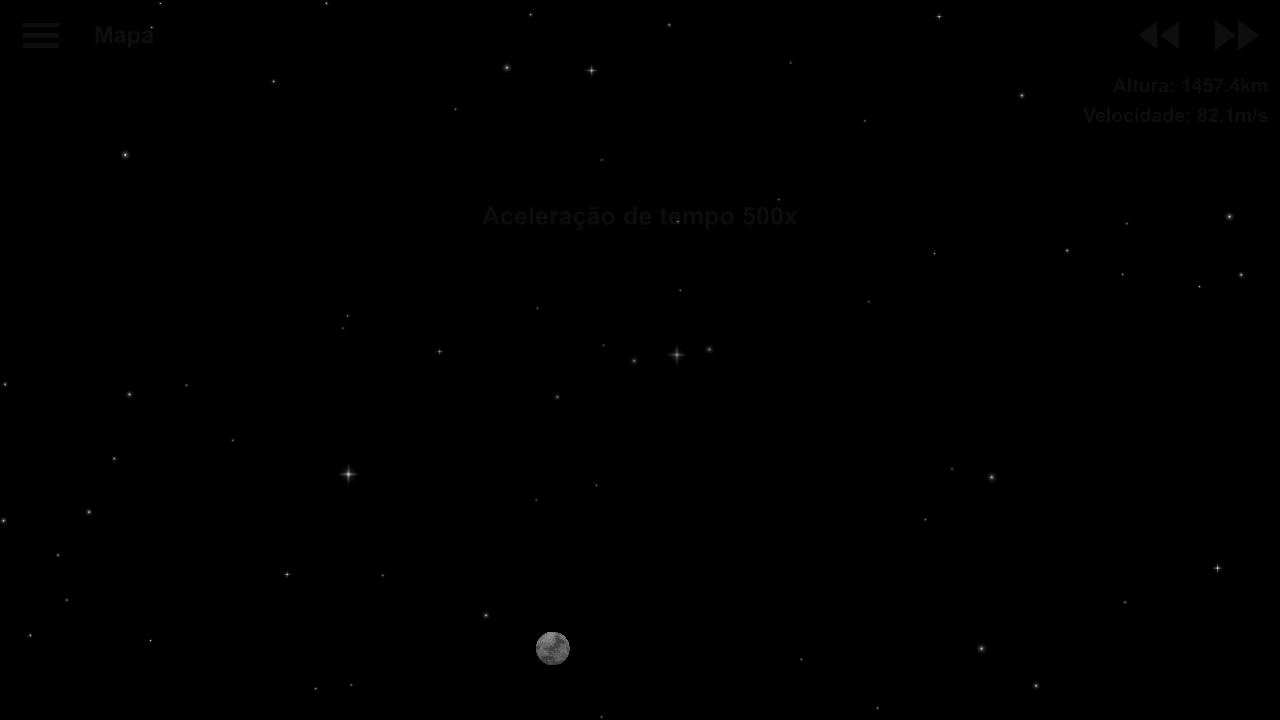 Mapa
Altura: 1457.4km
Velocidade: 82.1m/s
Aceleração de tempo 500x